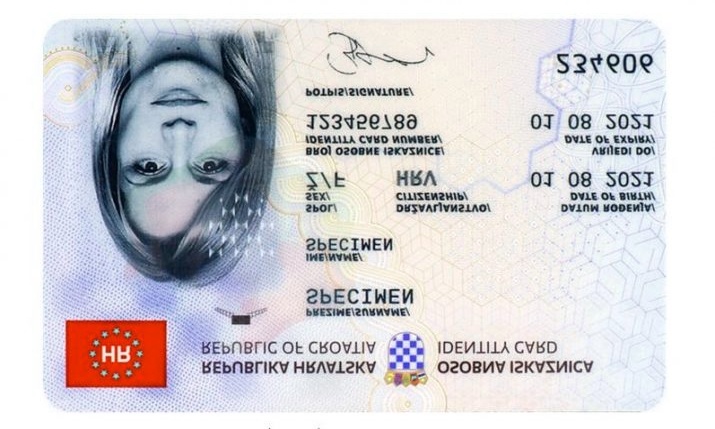 REPUBLIKA HRVATSKA
REPUBLIC OF CROATIA
OSOBNA ISKAZNICA
IDENTITY CARD
HR
PREZIME/SURNAME/
SPECIMEN
IME/NAME/
SPECIMEN
SPOL/
SEX/
Ž/F
DRŽAVLJANSTVO/
CITIZENSHIP/
HRV
DATUM ROĐENJA/
DATE OF BIRTH/
01 08 2021
BROJ OSOBNE ISKAZNICE/
IDENTITY CARD NUMBER/
123456789
VRIJEDI DO/
DATE OF EXPIRY/
01 08 2021
POTPIS/SIGNATURE/
234606